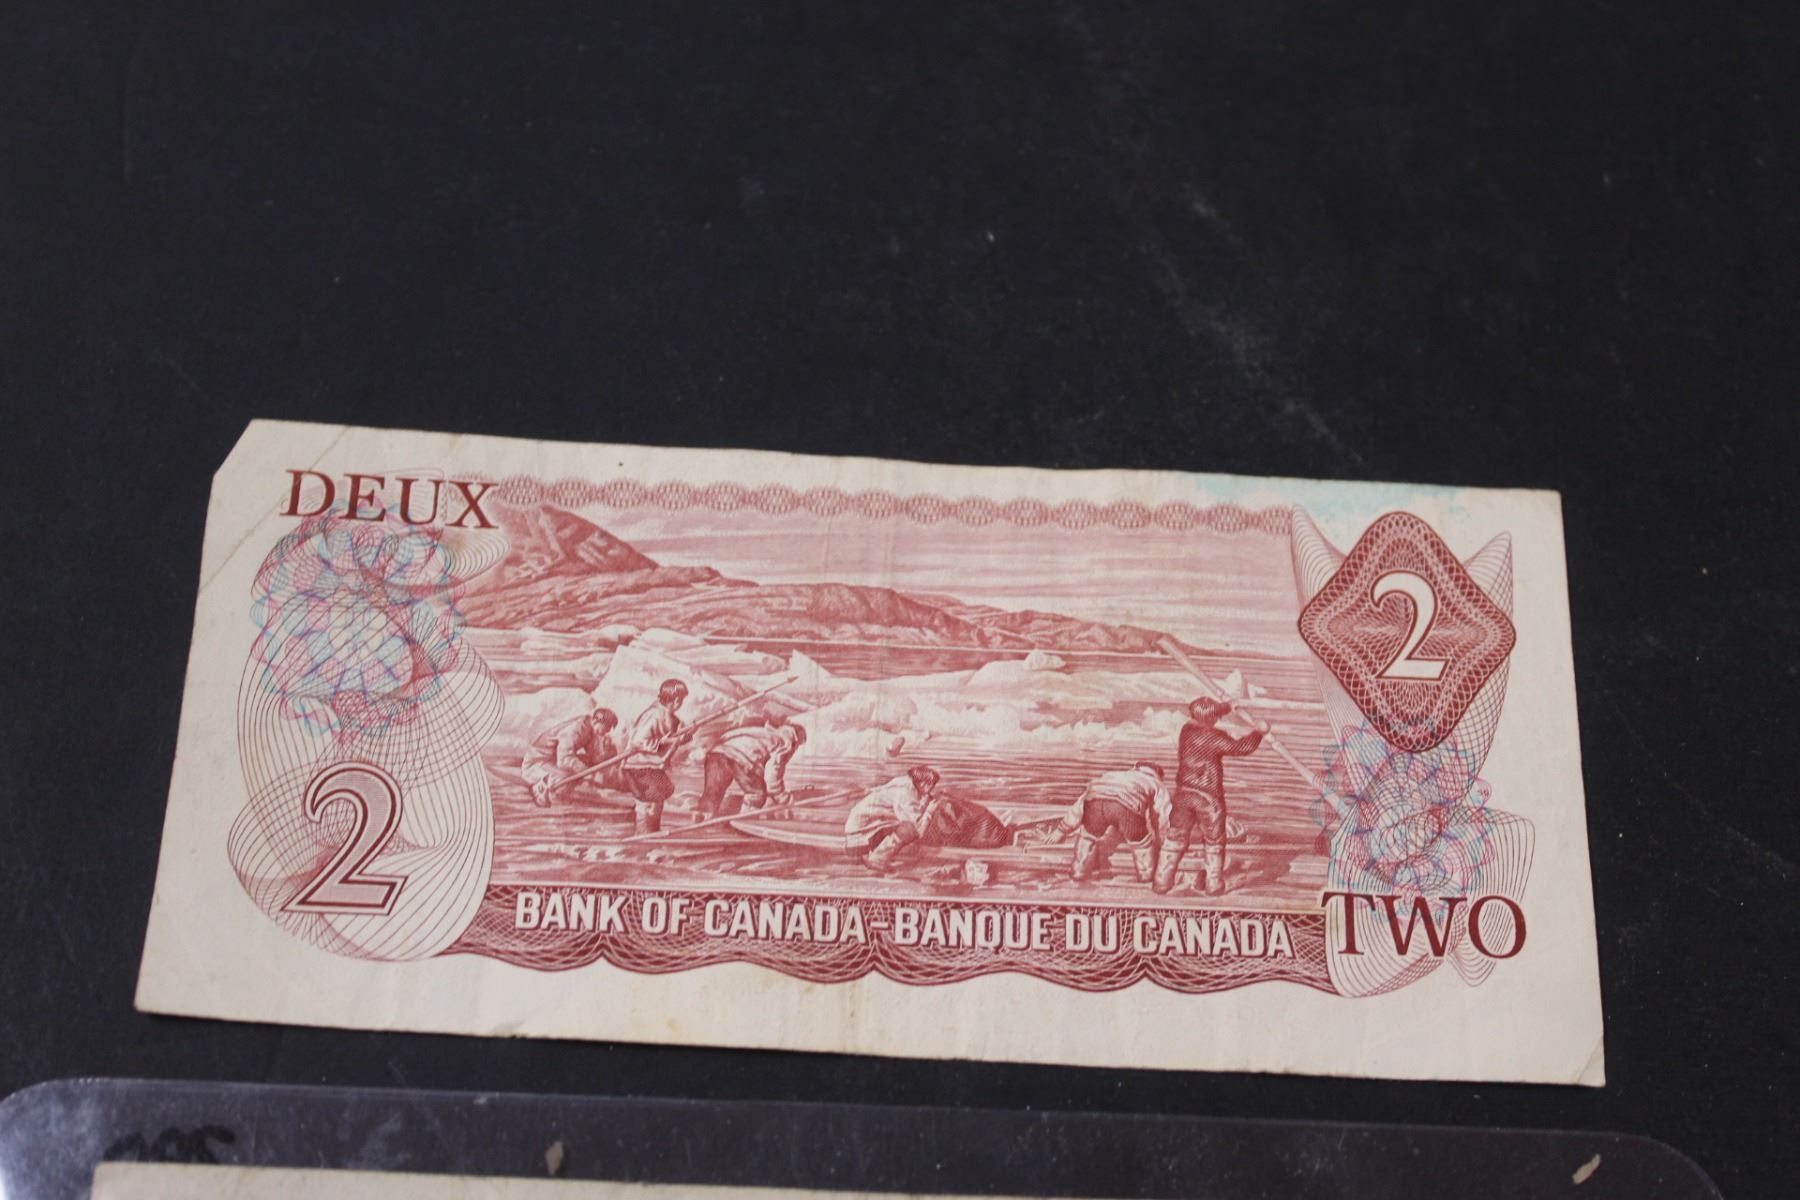 DEUX
2
2
BANK OF CANADA-BANQUE DU CANADA
TWO